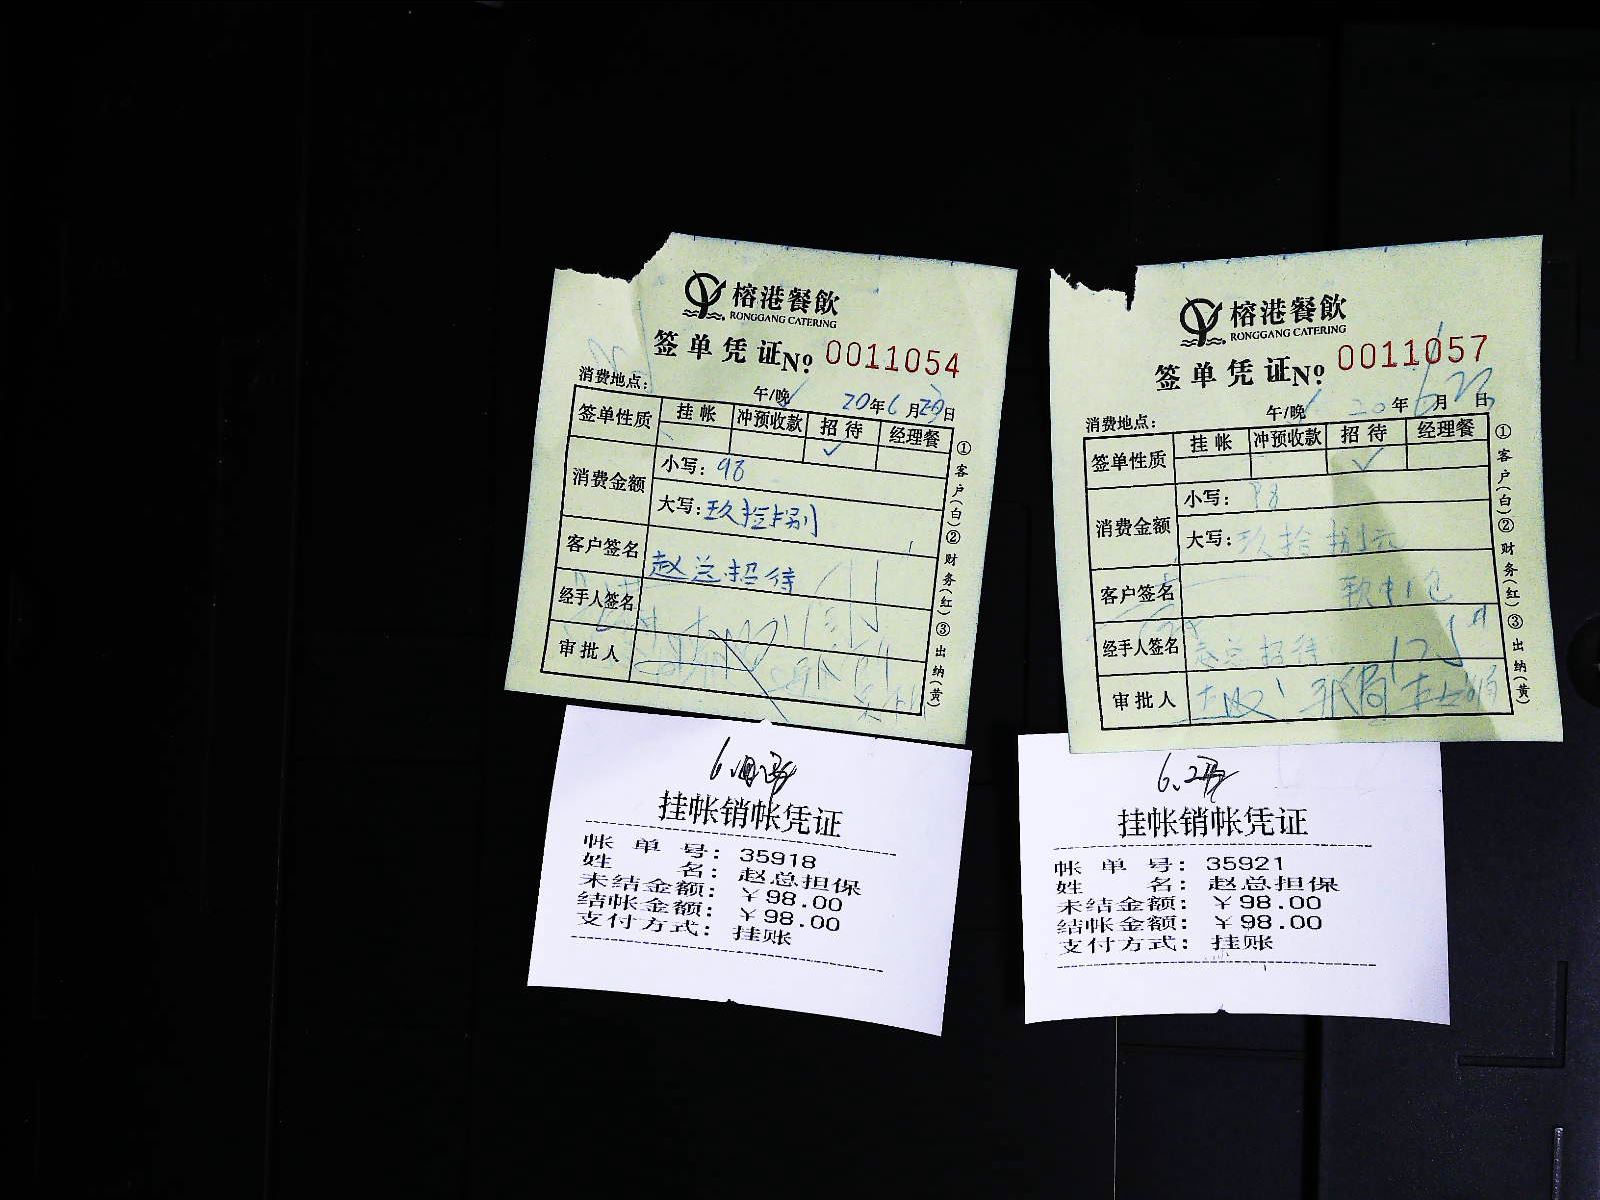 榕港餐飲
RONGGANG CATERING
签单凭证№ 0011054
消费地点:
午/晚 20年6月 日
签单性质 挂帐 冲预收款 招待 经理餐
✓
消费金额 小写: 98
大写: 玖拾捌
客户签名 赵总招待
经手人签名
审批人
①客户(白)②财务(红)③出纳(黄)
6.
挂帐销帐凭证
帐单号: 35918
姓名: 赵总担保
未结金额: ¥98.00
结帐金额: ¥98.00
支付方式: 挂账
榕港餐飲
RONGGANG CATERING
签单凭证№ 0011057
消费地点:
午/晚 20年6月 日
签单性质 挂帐 冲预收款 招待 经理餐
✓
消费金额 小写: 98
大写: 玖拾捌元
客户签名
经手人签名 赵总招待
审批人
①客户(白)②财务(红)③出纳(黄)
6.2
挂帐销帐凭证
帐单号: 35921
姓名: 赵总担保
未结金额: ¥98.00
结帐金额: ¥98.00
支付方式: 挂账